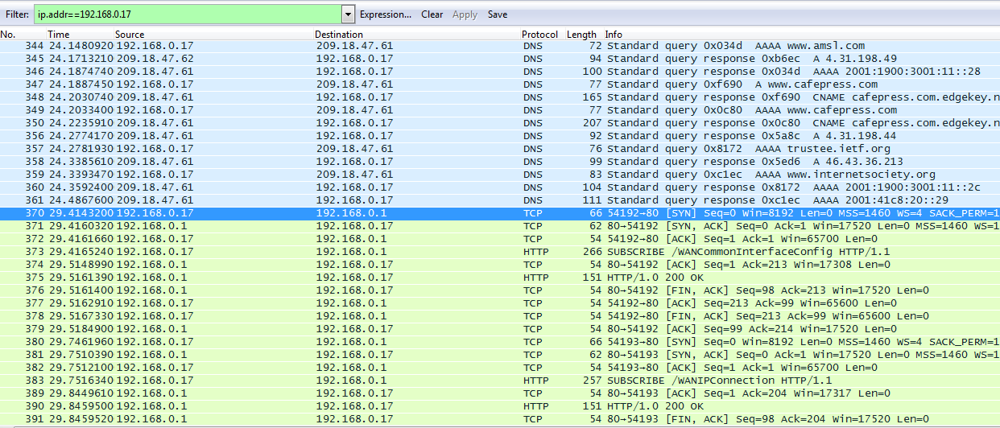 Filter: ip.addr==192.168.0.17 Expression... Clear Apply Save
No. Time Source Destination Protocol Length Info
344 24.1480920 192.168.0.17 209.18.47.61 DNS 72 Standard query 0x034d AAAA www.amsl.com
345 24.1713210 209.18.47.62 192.168.0.17 DNS 94 Standard query response 0xb6ec A 4.31.198.49
346 24.1874740 209.18.47.61 192.168.0.17 DNS 100 Standard query response 0x034d AAAA 2001:1900:3001:11::28
347 24.1887450 192.168.0.17 209.18.47.61 DNS 77 Standard query 0xf690 A www.cafepress.com
348 24.2030740 209.18.47.61 192.168.0.17 DNS 165 Standard query response 0xf690 CNAME cafepress.com.edgekey.n
349 24.2033400 192.168.0.17 209.18.47.61 DNS 77 Standard query 0x0c80 AAAA www.cafepress.com
350 24.2235910 209.18.47.61 192.168.0.17 DNS 207 Standard query response 0x0c80 CNAME cafepress.com.edgekey.n
356 24.2774170 209.18.47.61 192.168.0.17 DNS 92 Standard query response 0x5a8c A 4.31.198.44
357 24.2781930 192.168.0.17 209.18.47.61 DNS 76 Standard query 0x8172 AAAA trustee.ietf.org
358 24.3385610 209.18.47.61 192.168.0.17 DNS 99 Standard query response 0x5ed6 A 46.43.36.213
359 24.3393470 192.168.0.17 209.18.47.61 DNS 83 Standard query 0xc1ec AAAA www.internetsociety.org
360 24.3592400 209.18.47.61 192.168.0.17 DNS 104 Standard query response 0x8172 AAAA 2001:1900:3001:11::2c
361 24.4867600 209.18.47.61 192.168.0.17 DNS 111 Standard query response 0xc1ec AAAA 2001:41c8:20::29
370 29.4143200 192.168.0.17 192.168.0.1 TCP 66 54192→80 [SYN] Seq=0 Win=8192 Len=0 MSS=1460 WS=4 SACK_PERM=1
371 29.4160320 192.168.0.1 192.168.0.17 TCP 62 80→54192 [SYN, ACK] Seq=0 Ack=1 Win=17520 Len=0 MSS=1460 WS=1
372 29.4161660 192.168.0.17 192.168.0.1 TCP 54 54192→80 [ACK] Seq=1 Ack=1 Win=65700 Len=0
373 29.4165240 192.168.0.17 192.168.0.1 HTTP 266 SUBSCRIBE /WANCommonInterfaceConfig HTTP/1.1
374 29.5148990 192.168.0.1 192.168.0.17 TCP 54 80→54192 [ACK] Seq=1 Ack=213 Win=17308 Len=0
375 29.5161390 192.168.0.1 192.168.0.17 HTTP 151 HTTP/1.0 200 OK
376 29.5161400 192.168.0.1 192.168.0.17 TCP 54 80→54192 [FIN, ACK] Seq=98 Ack=213 Win=17520 Len=0
377 29.5162910 192.168.0.17 192.168.0.1 TCP 54 54192→80 [ACK] Seq=213 Ack=99 Win=65600 Len=0
378 29.5167330 192.168.0.17 192.168.0.1 TCP 54 54192→80 [FIN, ACK] Seq=213 Ack=99 Win=65600 Len=0
379 29.5184900 192.168.0.1 192.168.0.17 TCP 54 80→54192 [ACK] Seq=99 Ack=214 Win=17520 Len=0
380 29.7461960 192.168.0.17 192.168.0.1 TCP 66 54193→80 [SYN] Seq=0 Win=8192 Len=0 MSS=1460 WS=4 SACK_PERM=1
381 29.7510390 192.168.0.1 192.168.0.17 TCP 62 80→54193 [SYN, ACK] Seq=0 Ack=1 Win=17520 Len=0 MSS=1460 WS=1
382 29.7512100 192.168.0.17 192.168.0.1 TCP 54 54193→80 [ACK] Seq=1 Ack=1 Win=65700 Len=0
383 29.7516340 192.168.0.17 192.168.0.1 HTTP 257 SUBSCRIBE /WANIPConnection HTTP/1.1
389 29.8449610 192.168.0.1 192.168.0.17 TCP 54 80→54193 [ACK] Seq=1 Ack=204 Win=17317 Len=0
390 29.8459500 192.168.0.1 192.168.0.17 HTTP 151 HTTP/1.0 200 OK
391 29.8459520 192.168.0.1 192.168.0.17 TCP 54 80→54193 [FIN, ACK] Seq=98 Ack=204 Win=17520 Len=0